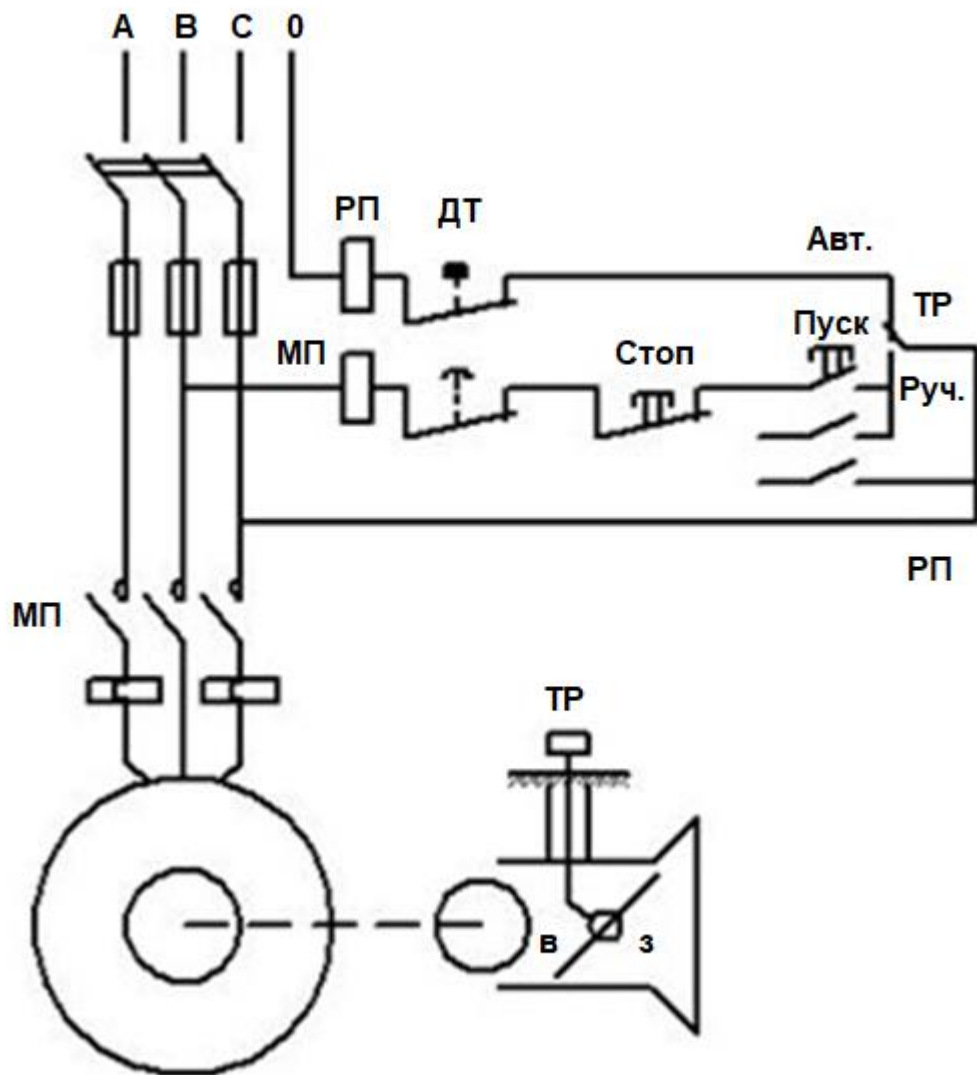 А В С 0
РП ДТ Авт.
ТР
МП Стоп Пуск
Руч.
РП
МП
ТР
в з